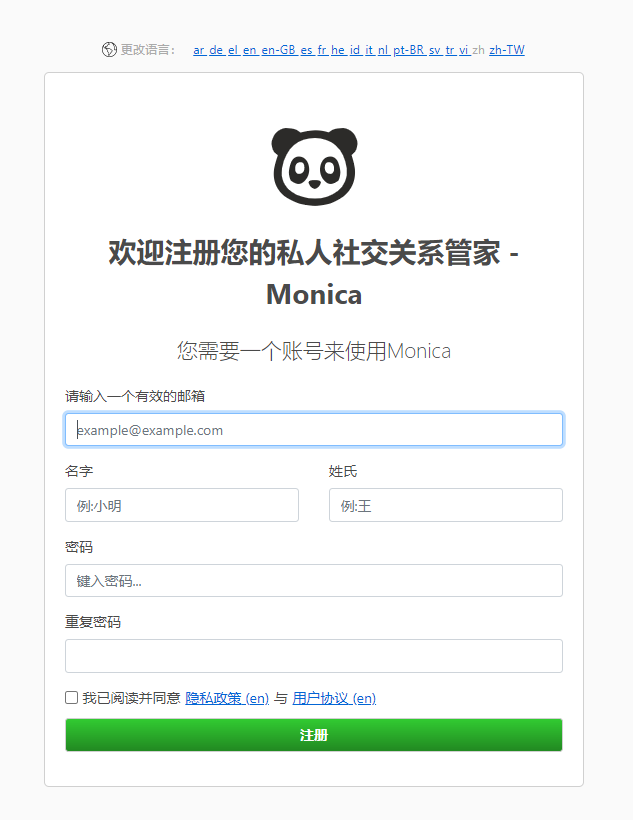 更改语言： ar de el en en-GB es fr he id it nl pt-BR sv tr vi zh zh-TW
欢迎注册您的私人社交关系管家 -
Monica
您需要一个账号来使用Monica
请输入一个有效的邮箱
example@example.com
名字 姓氏
例:小明 例:王
密码
键入密码...
重复密码
我已阅读并同意 隐私政策 (en) 与 用户协议 (en)
注册